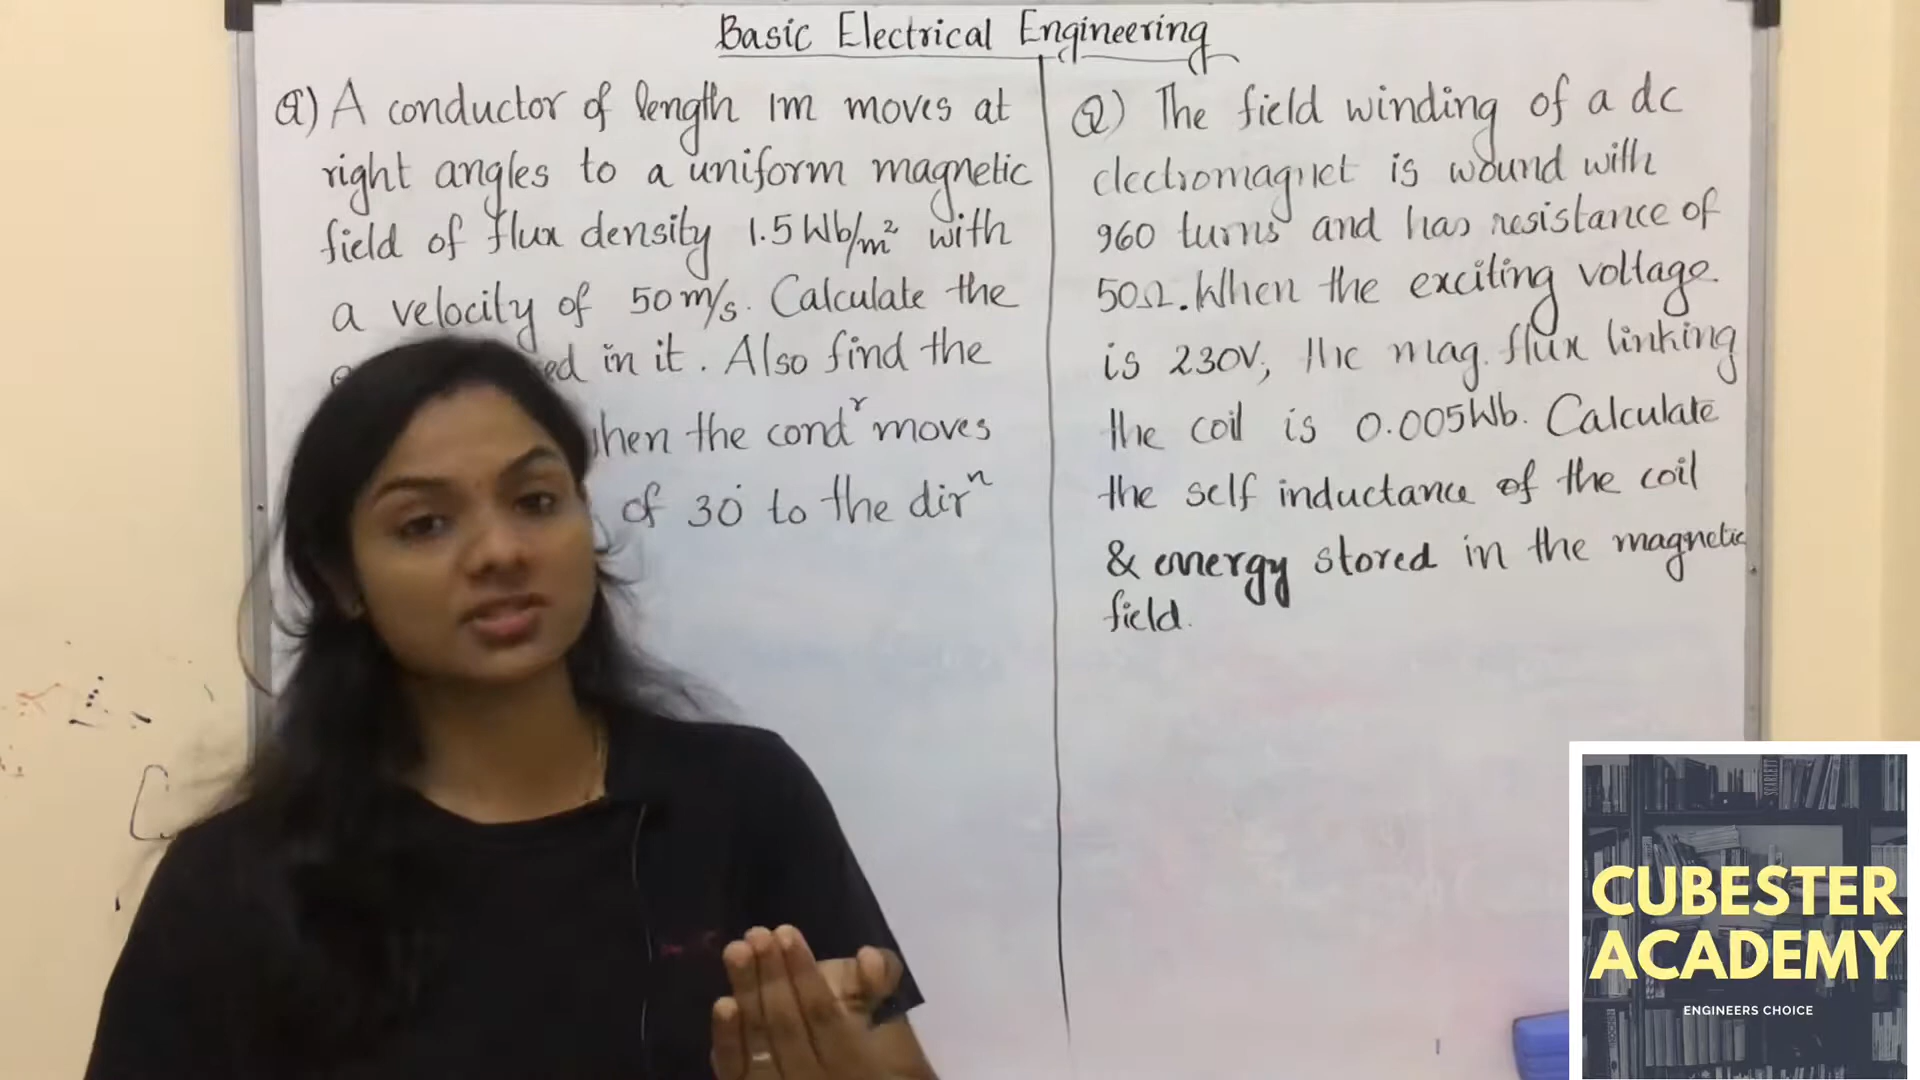 Basic Electrical Engineering
Q) A conductor of length 1m moves at
right angles to a uniform magnetic
field of flux density 1.5 Wb/m² with
a velocity of 50 m/s. Calculate the
in it. Also find the
when the condʳ moves
of 30° to the dirⁿ
Q) The field winding of a dc
electromagnet is wound with
960 turns and has resistance of
50Ω. When the exciting voltage
is 230V, the mag. flux linking
the coil is 0.005Wb. Calculate
the self inductance of the coil
& energy stored in the magnetic
field.
CUBESTER
ACADEMY
ENGINEERS CHOICE